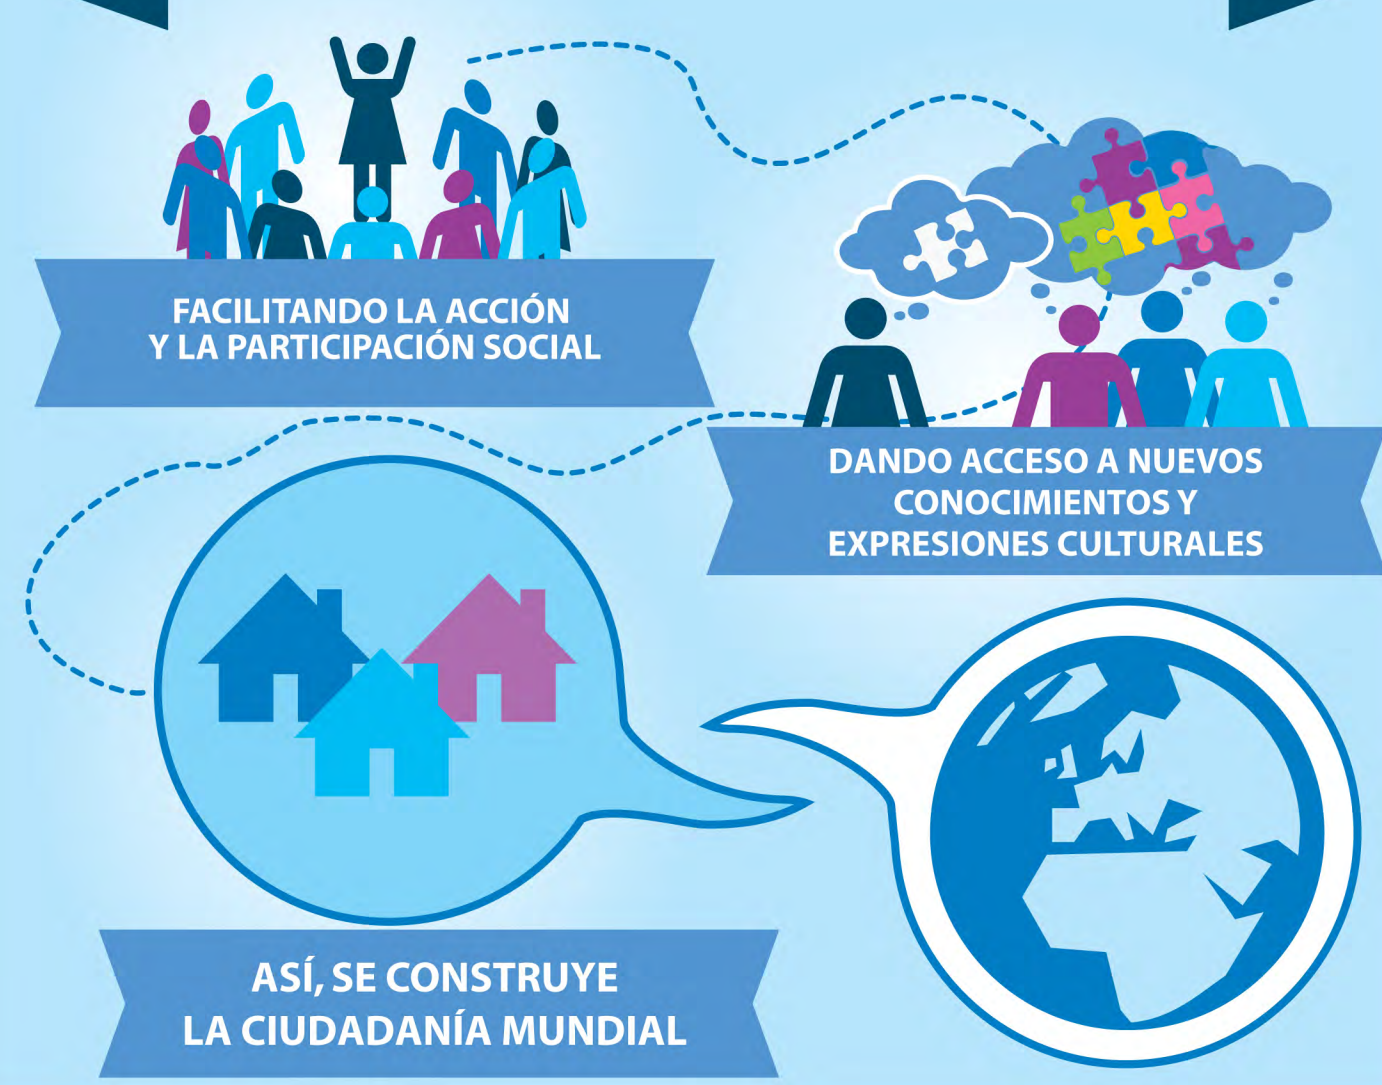 FACILITANDO LA ACCIÓN
Y LA PARTICIPACIÓN SOCIAL
DANDO ACCESO A NUEVOS
CONOCIMIENTOS Y
EXPRESIONES CULTURALES
ASÍ, SE CONSTRUYE
LA CIUDADANÍA MUNDIAL